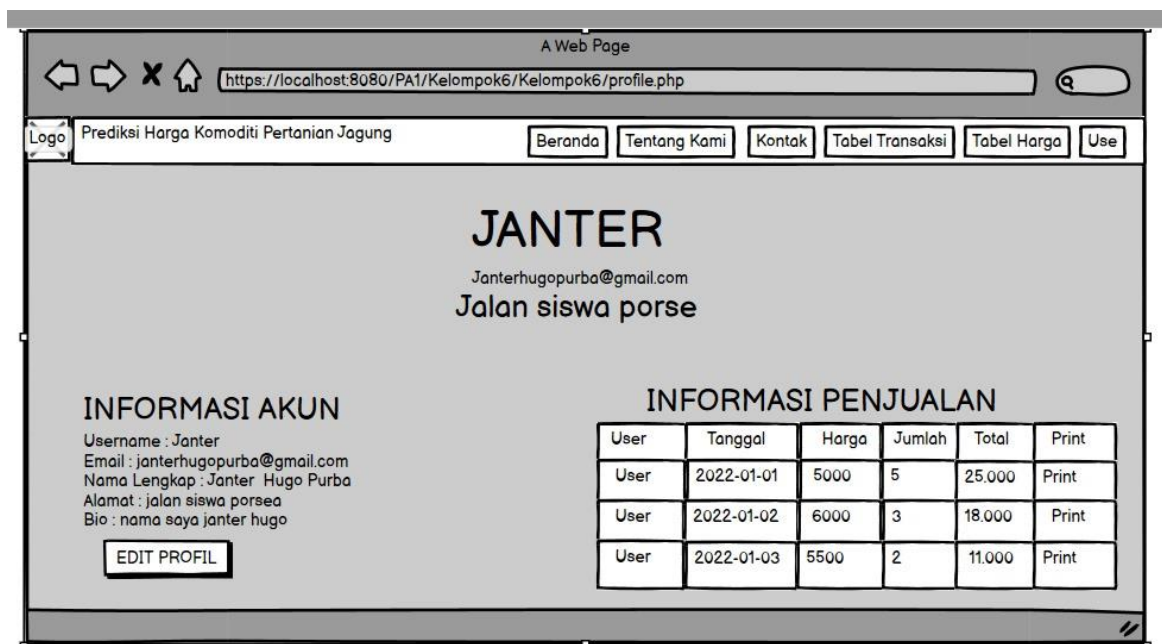 A Web Page
https://localhost:8080/PA1/Kelompok6/Kelompok6/profile.php
Logo Prediksi Harga Komoditi Pertanian Jagung Beranda Tentang Kami Kontak Tabel Transaksi Tabel Harga Use
JANTER
Janterhugopurba@gmail.com
Jalan siswa porse
INFORMASI AKUN
Username : Janter
Email : janterhugopurba@gmail.com
Nama Lengkap : Janter Hugo Purba
Alamat : jalan siswa porsea
Bio : nama saya janter hugo
EDIT PROFIL
INFORMASI PENJUALAN
User Tanggal Harga Jumlah Total Print
User 2022-01-01 5000 5 25.000 Print
User 2022-01-02 6000 3 18.000 Print
User 2022-01-03 5500 2 11.000 Print